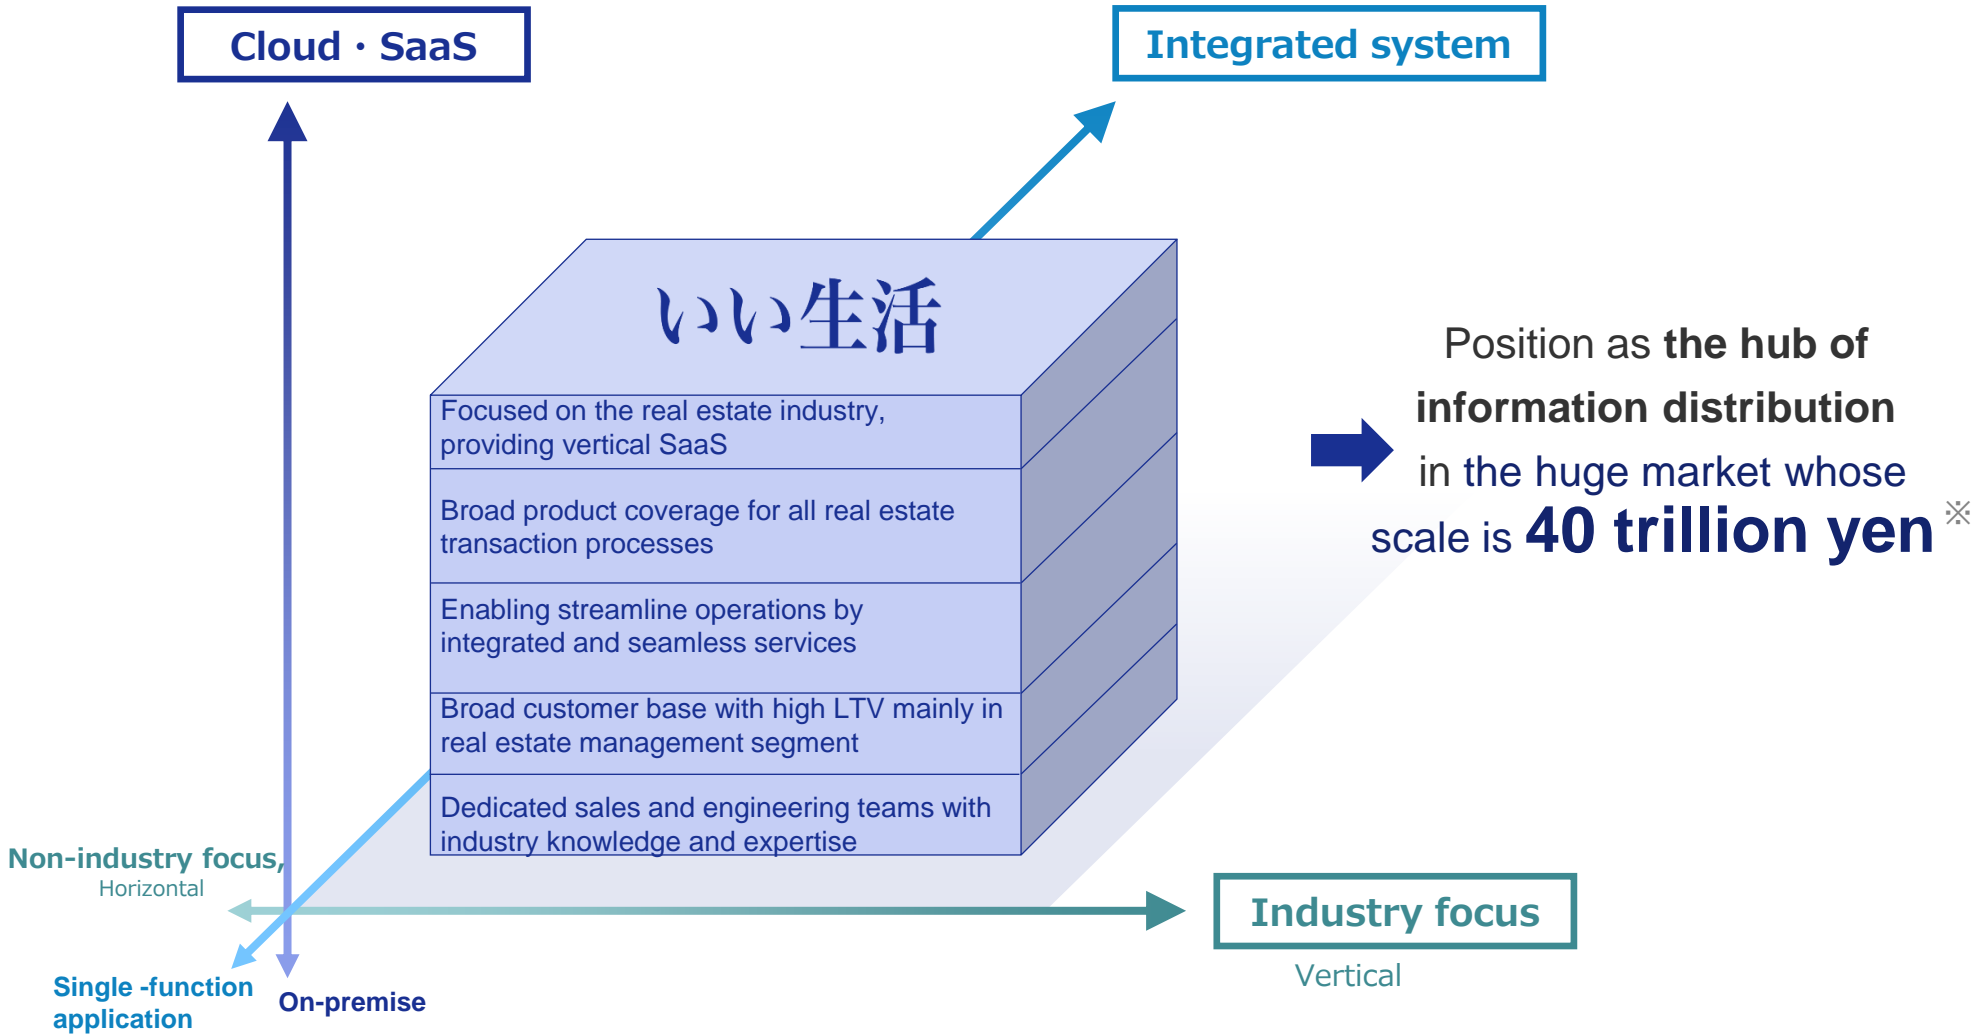 Cloud・SaaS
Integrated system
いい生活
Focused on the real estate industry,
providing vertical SaaS
Broad product coverage for all real estate
transaction processes
Enabling streamline operations by
integrated and seamless services
Broad customer base with high LTV mainly in
real estate management segment
Dedicated sales and engineering teams with
industry knowledge and expertise
Position as the hub of
information distribution
in the huge market whose
scale is 40 trillion yen※
Non-industry focus,
Horizontal
Industry focus
Vertical
Single -function
application
On-premise